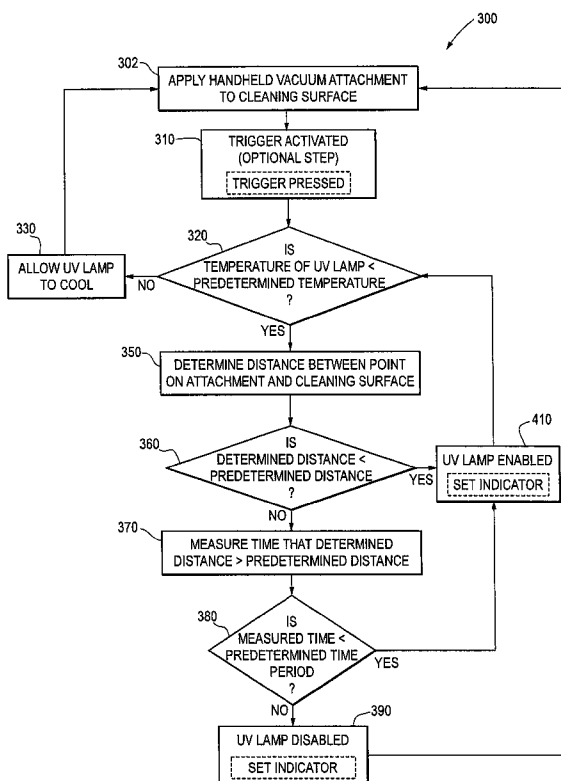 300
302
APPLY HANDHELD VACUUM ATTACHMENT
TO CLEANING SURFACE
310
TRIGGER ACTIVATED
(OPTIONAL STEP)
TRIGGER PRESSED
320
IS
TEMPERATURE OF UV LAMP <
PREDETERMINED TEMPERATURE
?
NO
YES
330
ALLOW UV LAMP
TO COOL
350
DETERMINE DISTANCE BETWEEN POINT
ON ATTACHMENT AND CLEANING SURFACE
360
IS
DETERMINED DISTANCE <
PREDETERMINED DISTANCE
?
YES
NO
410
UV LAMP ENABLED
SET INDICATOR
370
MEASURE TIME THAT DETERMINED
DISTANCE > PREDETERMINED DISTANCE
380
IS
MEASURED TIME <
PREDETERMINED TIME
PERIOD
?
YES
NO
390
UV LAMP DISABLED
SET INDICATOR